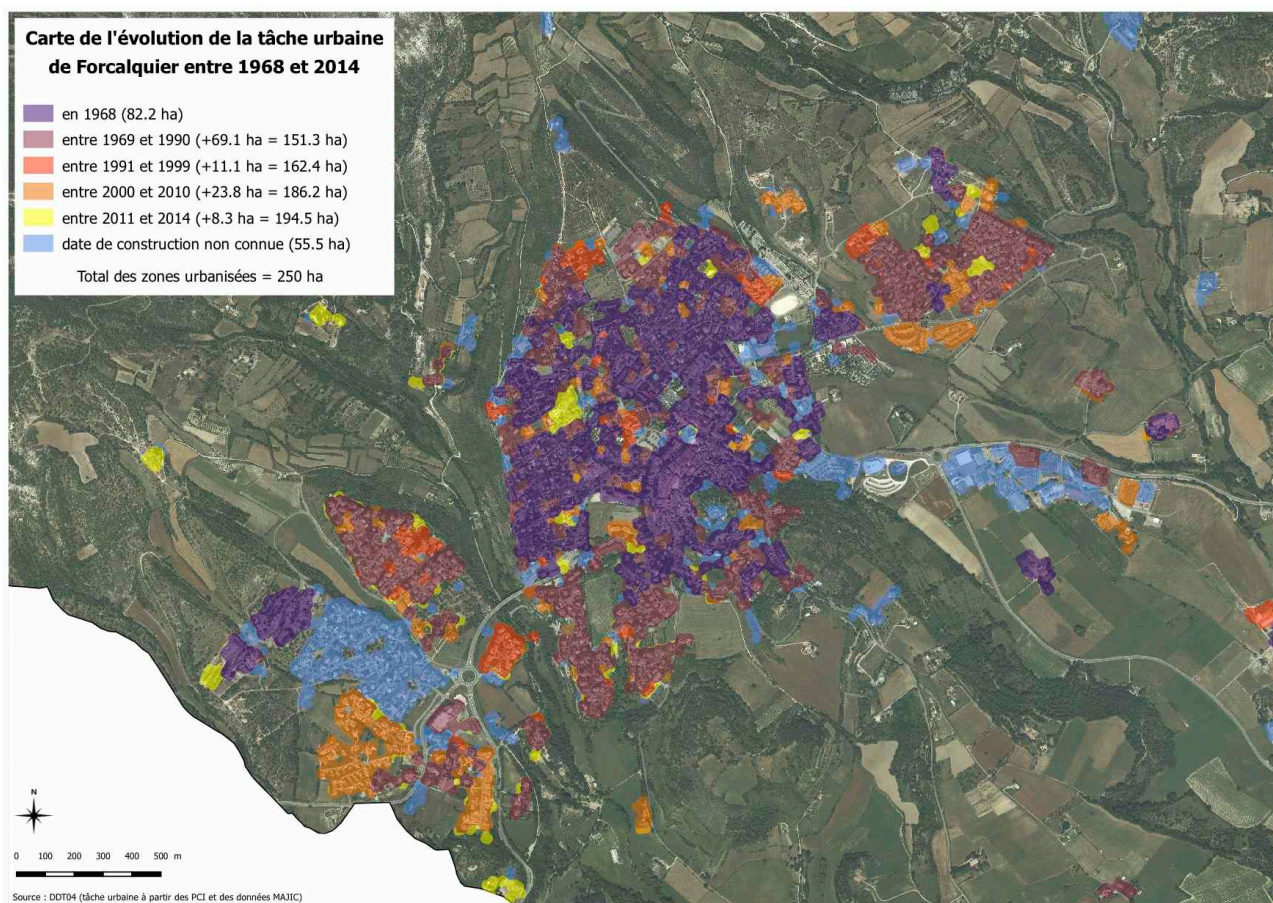 Carte de l'évolution de la tâche urbaine
de Forcalquier entre 1968 et 2014
en 1968 (82.2 ha)
entre 1969 et 1990 (+69.1 ha = 151.3 ha)
entre 1991 et 1999 (+11.1 ha = 162.4 ha)
entre 2000 et 2010 (+23.8 ha = 186.2 ha)
entre 2011 et 2014 (+8.3 ha = 194.5 ha)
date de construction non connue (55.5 ha)
Total des zones urbanisées = 250 ha
N
0 100 200 300 400 500 m
Source : DDT04 (tâche urbaine à partir des PCI et des données MAJIC)